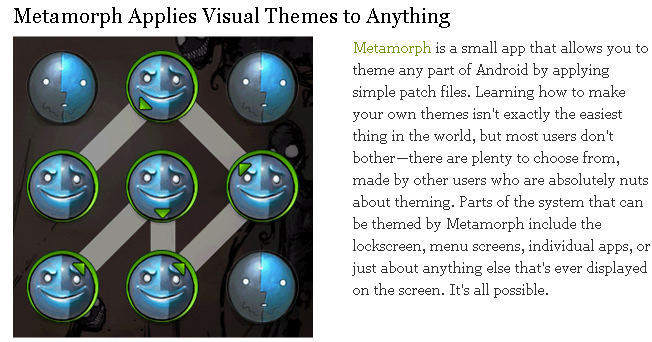 Metamorph Applies Visual Themes to Anything
Metamorph is a small app that allows you to
theme any part of Android by applying
simple patch files. Learning how to make
your own themes isn't exactly the easiest
thing in the world, but most users don't
bother—there are plenty to choose from,
made by other users who are absolutely nuts
about theming. Parts of the system that can
be themed by Metamorph include the
lockscreen, menu screens, individual apps, or
just about anything else that's ever displayed
on the screen. It's all possible.